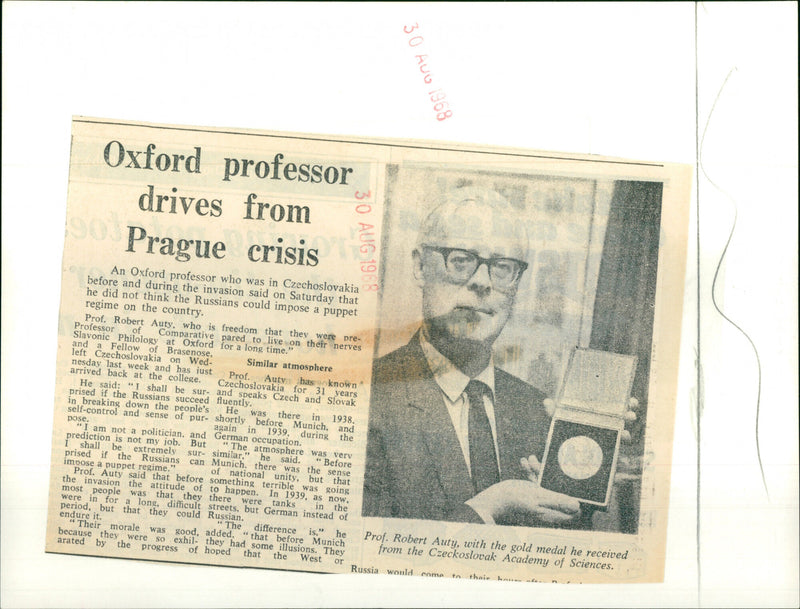 30 AUG 1968
Oxford professor
drives from
Prague crisis
30 AUG 1968
An Oxford professor who was in Czechoslovakia
before and during the invasion said on Saturday that
he did not think the Russians could impose a puppet
regime on the country.
Prof. Robert Auty, who is
Professor of Comparative
Slavonic Philology at Oxford
and a Fellow of Brasenose,
left Czechoslovakia on Wed-
nesday last week and has just
arrived back at the college.
He said: "I shall be sur-
prised if the Russians succeed
in breaking down the people's
self-control and sense of pur-
pose.
"I am not a politician, and
prediction is not my job. But
I shall be extremely sur-
prised if the Russians can
impose a puppet regime."
Prof. Auty said that before
the invasion the attitude of
most people was that they
were in for a long, difficult
period, but that they could
endure it.
"Their morale was good,
because they were so exhil-
arated by the progress of
freedom that they were pre-
pared to live on their nerves
for a long time."
Similar atmosphere
Prof. Auty has known
Czechoslovakia for 31 years
and speaks Czech and Slovak
fluently.
He was there in 1938,
shortly before Munich, and
again in 1939, during the
German occupation.
"The atmosphere was very
similar," he said. "Before
Munich, there was the sense
of national unity, but that
something terrible was going
to happen. In 1939, as now,
there were tanks in the
streets, but German instead of
Russian.
"The difference is," he
added, "that before Munich
they had some illusions. They
hoped that the West or
Prof. Robert Auty, with the gold medal he received
from the Czeckoslovak Academy of Sciences.
Russia would come to their